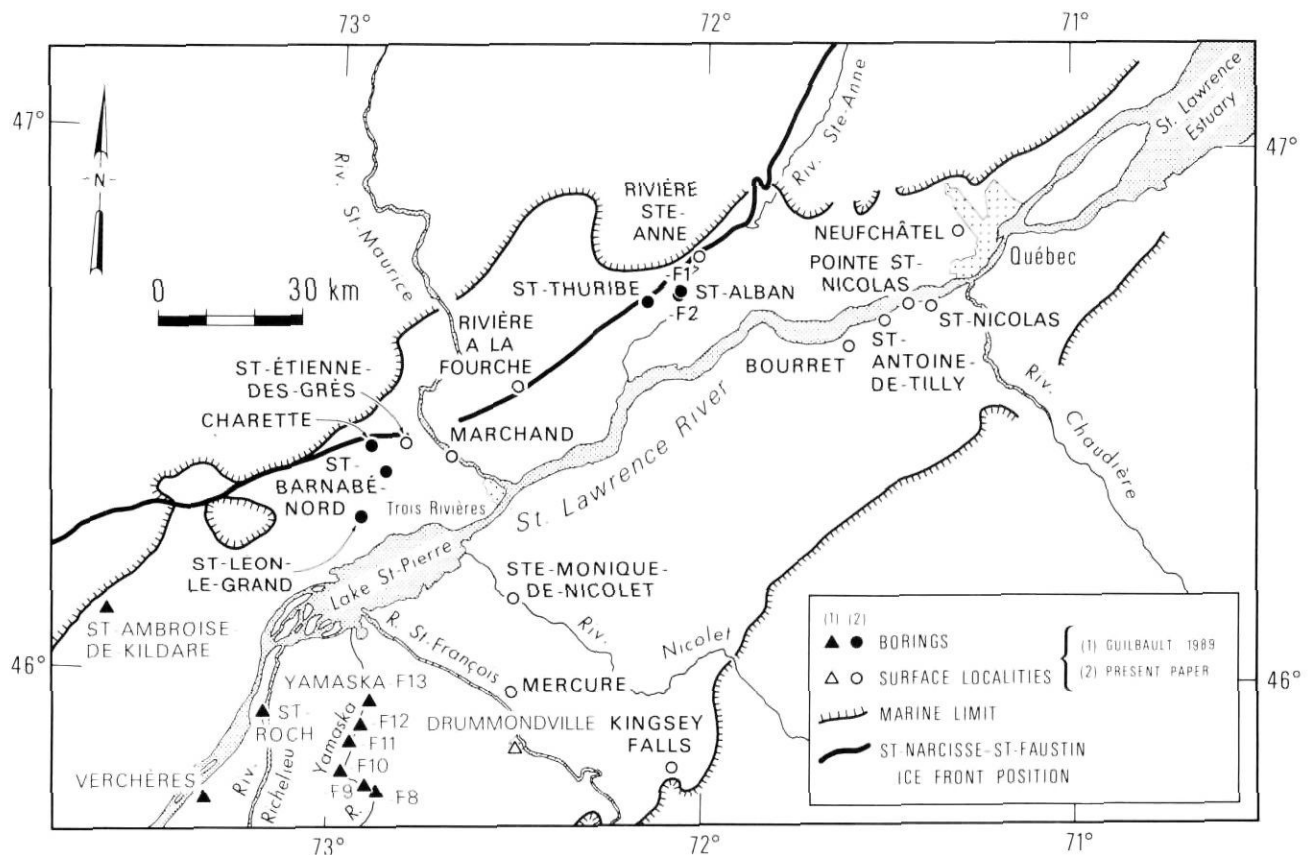 73°
72°
71°
47°
47°
46°
46°
73°
72°
71°
-N-
0 30 km
Riv. St-Maurice
Riv. Ste-Anne
St. Lawrence
Estuary
RIVIÈRE
STE-
ANNE
NEUFCHÂTEL
Québec
POINTE ST-
NICOLAS
ST-NICOLAS
ST-
ANTOINE-
DE-TILLY
BOURRET
-F1
ST-THURIBE
ST-ALBAN
-F2
RIVIÈRE
A LA
FOURCHE
ST-ÉTIENNE-
DES-GRÈS
CHARETTE
MARCHAND
ST-
BARNABÉ-
NORD
Trois Rivières
St. Lawrence River
Riv. Chaudière
ST-LEON-
LE-GRAND
Lake St-Pierre
STE-MONIQUE-
DE-NICOLET
Riv. Nicolet
ST-AMBROISE-
DE-KILDARE
R. St-François
MERCURE
YAMASKA F13
F12
F11
F10
F9
F8
Yamaska R.
ST-
ROCH
DRUMMONDVILLE
KINGSEY
FALLS
VERCHÈRES
Riv. Richelieu
(1) (2)
BORINGS
SURFACE LOCALITIES
(1) GUILBAULT 1989
(2) PRESENT PAPER
MARINE LIMIT
ST-NARCISSE-ST-FAUSTIN
ICE FRONT POSITION